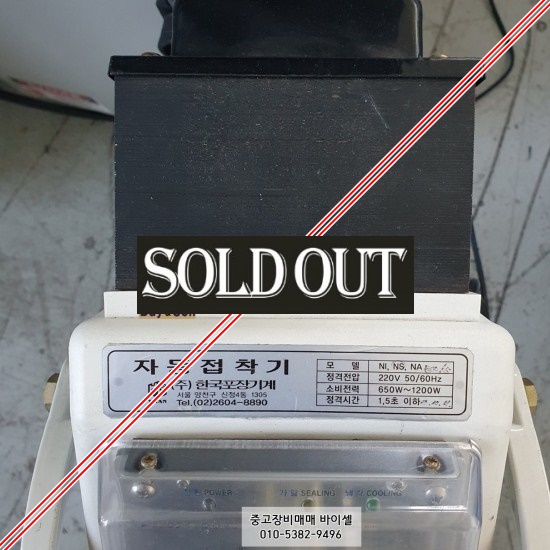 SOLD OUT
Buy&Sell
자동접착기
(주) 한국포장기계
서울 양천구 신정4동 1305
Tel.(02)2604-8890
모 델 NI, NS, NA
정격전압 220V 50/60Hz
소비전력 650W~1200W
정격시간 1,5초 이하
POWER 가열 SEALING 냉각 COOLING
중고장비매매 바이셀
010-5382-9496